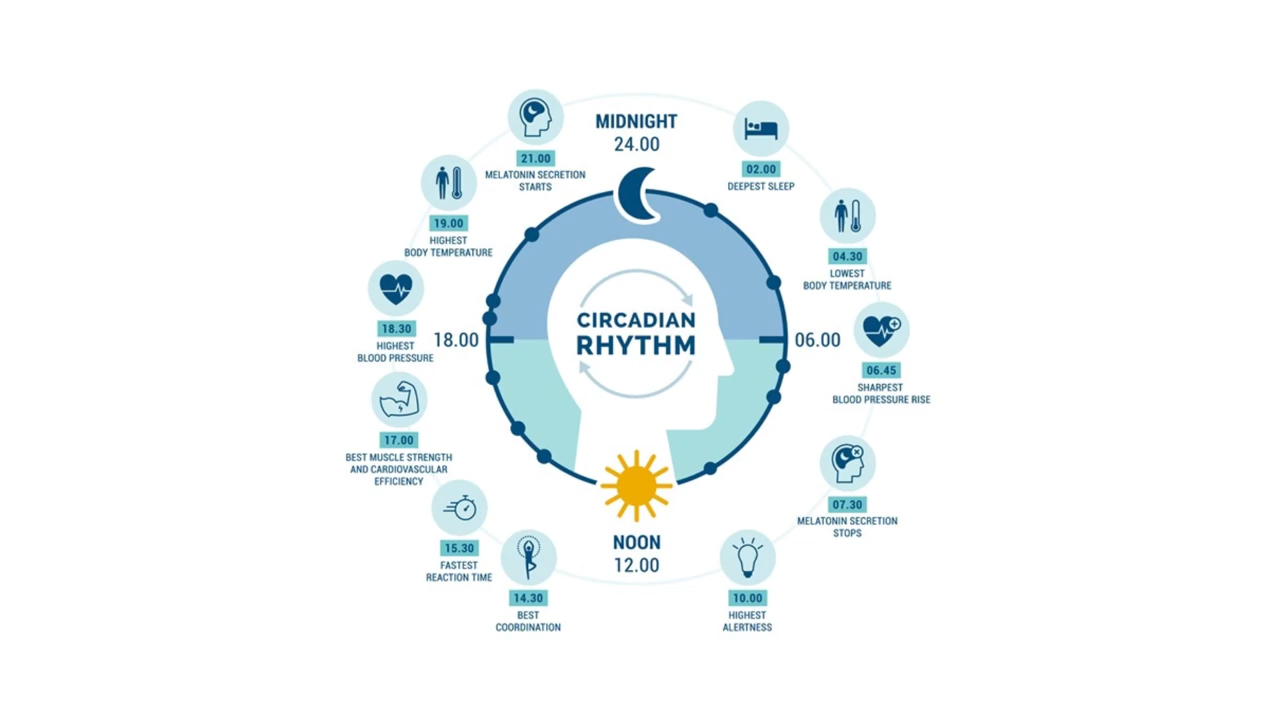 MIDNIGHT
24.00
02.00
DEEPEST SLEEP
04.30
LOWEST
BODY TEMPERATURE
06.00
06.45
SHARPEST
BLOOD PRESSURE RISE
07.30
MELATONIN SECRETION
STOPS
10.00
HIGHEST
ALERTNESS
NOON
12.00
14.30
BEST
COORDINATION
15.30
FASTEST
REACTION TIME
17.00
BEST MUSCLE STRENGTH
AND CARDIOVASCULAR
EFFICIENCY
18.00
18.30
HIGHEST
BLOOD PRESSURE
19.00
HIGHEST
BODY TEMPERATURE
21.00
MELATONIN SECRETION
STARTS
CIRCADIAN
RHYTHM